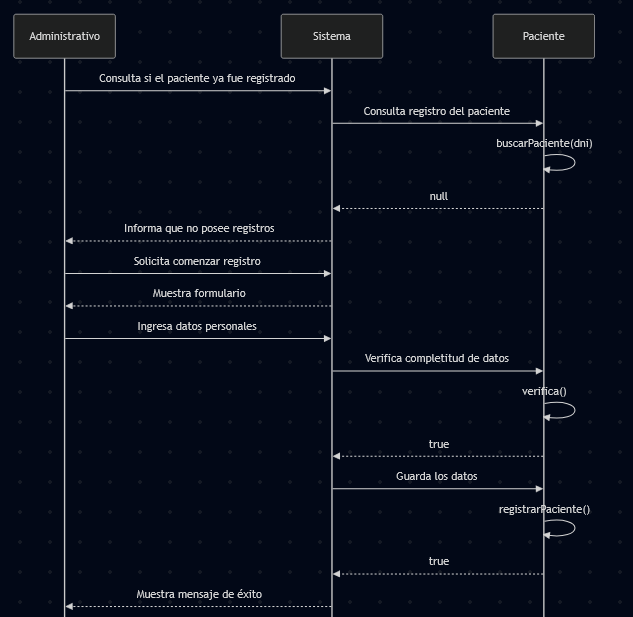 Administrativo
Sistema
Paciente
Consulta si el paciente ya fue registrado
Consulta registro del paciente
buscarPaciente(dni)
null
Informa que no posee registros
Solicita comenzar registro
Muestra formulario
Ingresa datos personales
Verifica completitud de datos
verifica()
true
Guarda los datos
registrarPaciente()
true
Muestra mensaje de éxito